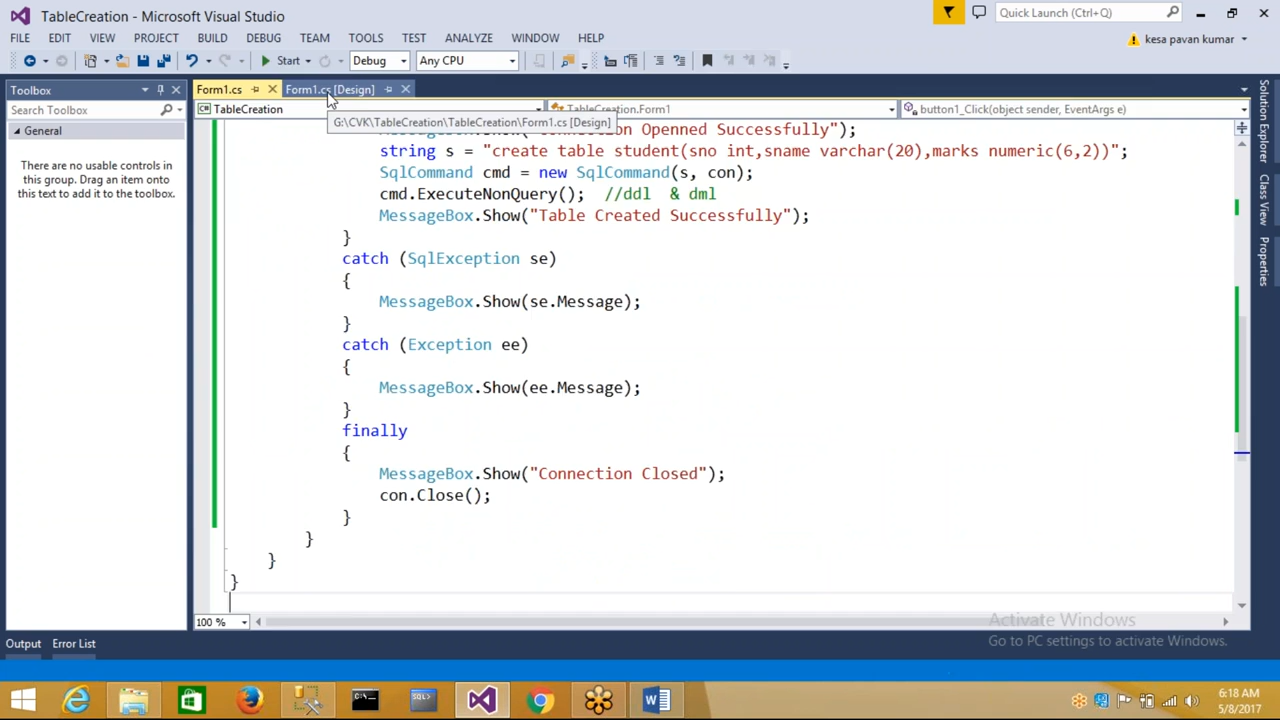 TableCreation - Microsoft Visual Studio
Quick Launch (Ctrl+Q)
FILE EDIT VIEW PROJECT BUILD DEBUG TEAM TOOLS TEST ANALYZE WINDOW HELP
kesa pavan kumar
Start Debug Any CPU
Toolbox
Form1.cs Form1.cs [Design]
Search Toolbox
TableCreation TableCreation.Form1 button1_Click(object sender, EventArgs e)
G:\CVK\TableCreation\TableCreation\Form1.cs [Design]
General
There are no usable controls in
this group. Drag an item onto
this text to add it to the toolbox.
Openned Successfully");
string s = "create table student(sno int,sname varchar(20),marks numeric(6,2))";
SqlCommand cmd = new SqlCommand(s, con);
cmd.ExecuteNonQuery(); //ddl & dml
MessageBox.Show("Table Created Successfully");
}
catch (SqlException se)
{
MessageBox.Show(se.Message);
}
catch (Exception ee)
{
MessageBox.Show(ee.Message);
}
finally
{
MessageBox.Show("Connection Closed");
con.Close();
}
}
}
}
100 %
Solution Explorer
Class View
Properties
Activate Windows
Go to PC settings to activate Windows.
Output Error List
SQL>
6:18 AM
5/8/2017